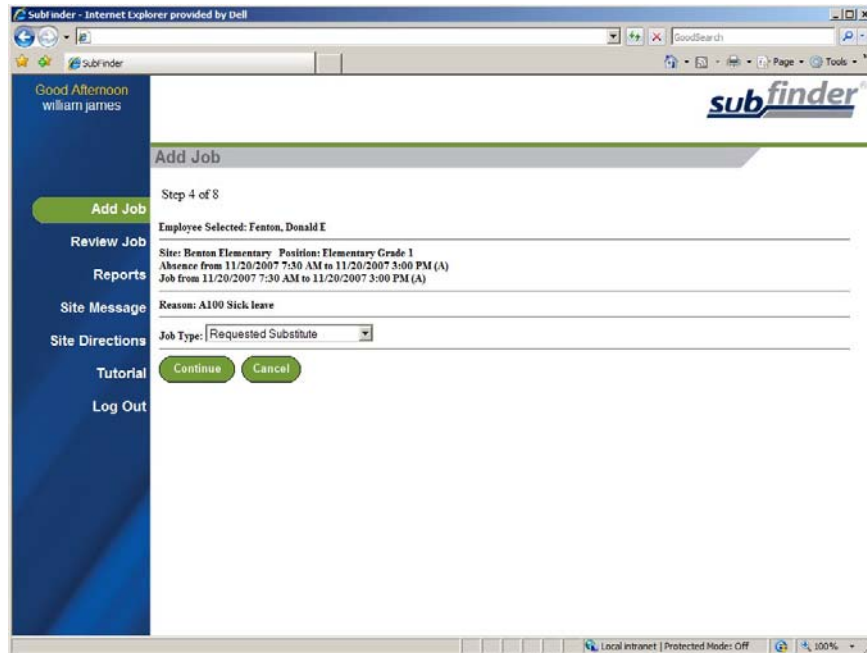 SubFinder - Internet Explorer provided by Dell
GoodSearch
SubFinder
Page
Tools
Good Afternoon
william james
subfinder®
Add Job
Step 4 of 8
Add Job
Employee Selected: Fenton, Donald E
Review Job
Site: Benton Elementary Position: Elementary Grade 1
Absence from 11/20/2007 7:30 AM to 11/20/2007 3:00 PM (A)
Reports
Job from 11/20/2007 7:30 AM to 11/20/2007 3:00 PM (A)
Site Message
Reason: A100 Sick leave
Site Directions
Job Type: Requested Substitute
Tutorial
Continue Cancel
Log Out
Local intranet | Protected Mode: Off 100%